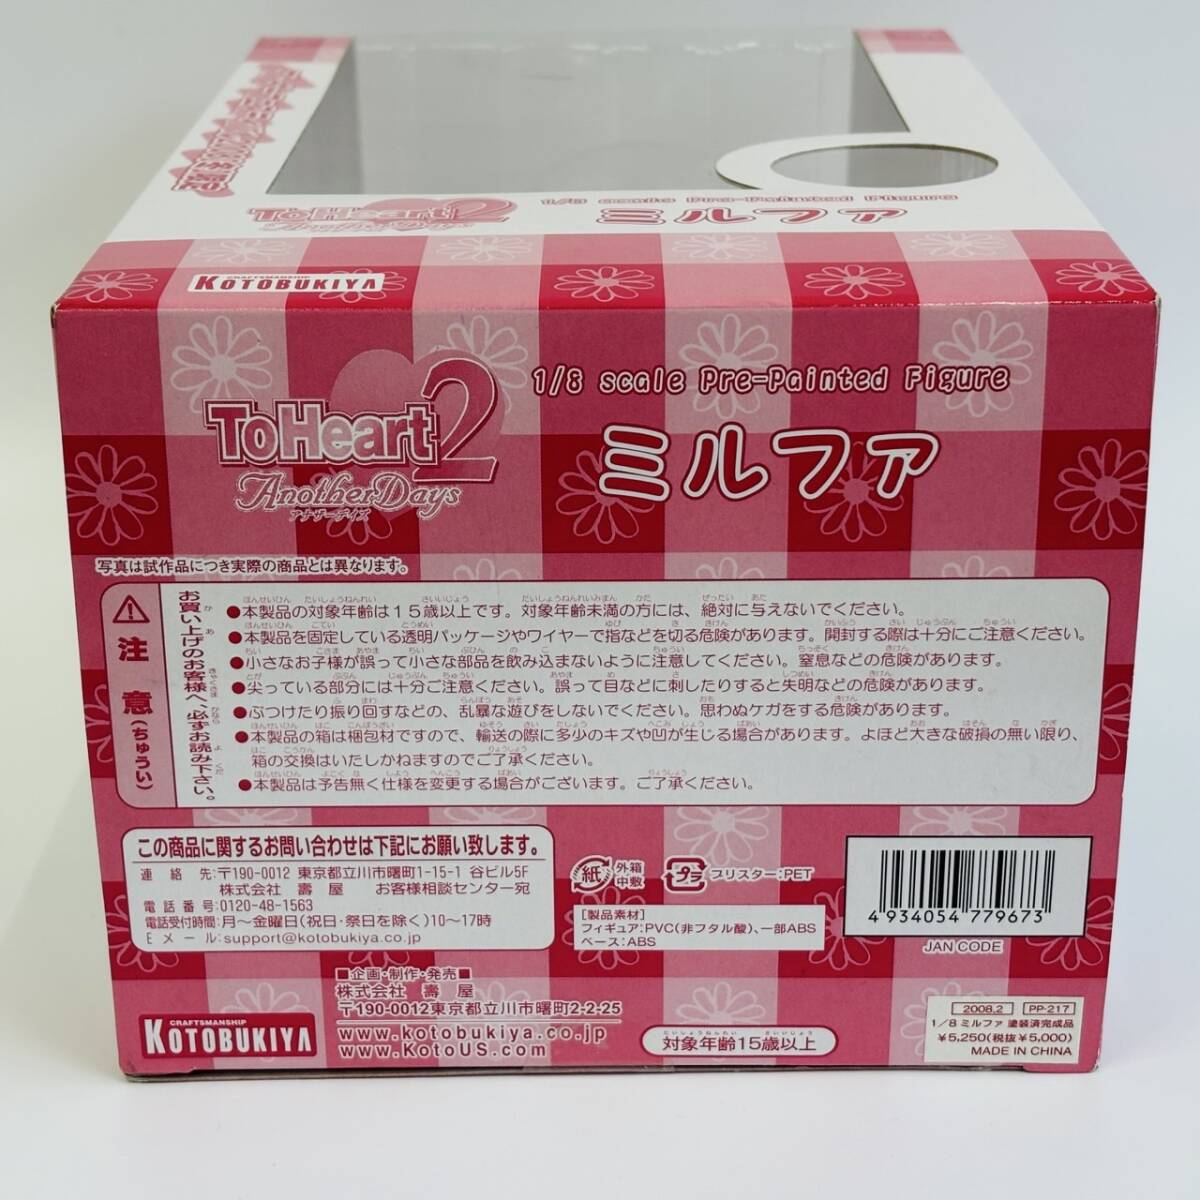 1/8 scale Pre-Painted Figure
ToHeart2
AnotherDays
ミルファ
CRAFTSMANSHIP
KOTOBUKIYA
1/8 scale Pre-Painted Figure
ToHeart2
AnotherDays
アナザーデイズ
ミルファ
写真は試作品につき実際の商品とは異なります。
注意(ちゅうい)
お買い上げのお客様へ、必ずお読み下さい。
●本製品の対象年齢は15歳以上です。対象年齢未満の方には、絶対に与えないでください。
●本製品を固定している透明パッケージやワイヤーで指などを切る危険があります。開封する際は十分にご注意ください。
●小さなお子様が誤って小さな部品を飲み込まないように注意してください。窒息などの危険があります。
●尖っている部分には十分ご注意ください。誤って目などに刺したりすると失明などの危険があります。
●ぶつけたり振り回すなどの、乱暴な遊びをしないでください。思わぬケガをする危険があります。
●本製品の箱は梱包材ですので、輸送の際に多少のキズや凹が生じる場合があります。よほど大きな破損の無い限り、
箱の交換はいたしかねますのでご了承ください。
●本製品は予告無く仕様を変更する場合がございます。ご了承ください。
この商品に関するお問い合わせは下記にお願い致します。
連絡先:〒190-0012 東京都立川市曙町1-15-1 谷ビル5F
株式会社 壽屋 お客様相談センター宛
電話番号:0120-48-1563
電話受付時間:月〜金曜日(祝日・祭日を除く)10〜17時
Eメール:support@kotobukiya.co.jp
紙 外箱 中敷
プラ ブリスター:PET
[製品素材]
フィギュア:PVC(非フタル酸)、一部ABS
ベース:ABS
4 934054 779673
JAN CODE
■企画・制作・発売■
株式会社 壽屋
〒190-0012東京都立川市曙町2-2-25
www.kotobukiya.co.jp
www.KotoUS.com
CRAFTSMANSHIP
KOTOBUKIYA
対象年齢15歳以上
2008.2 PP-217
1/8 ミルファ 塗装済完成品
¥5,250(税抜¥5,000)
MADE IN CHINA